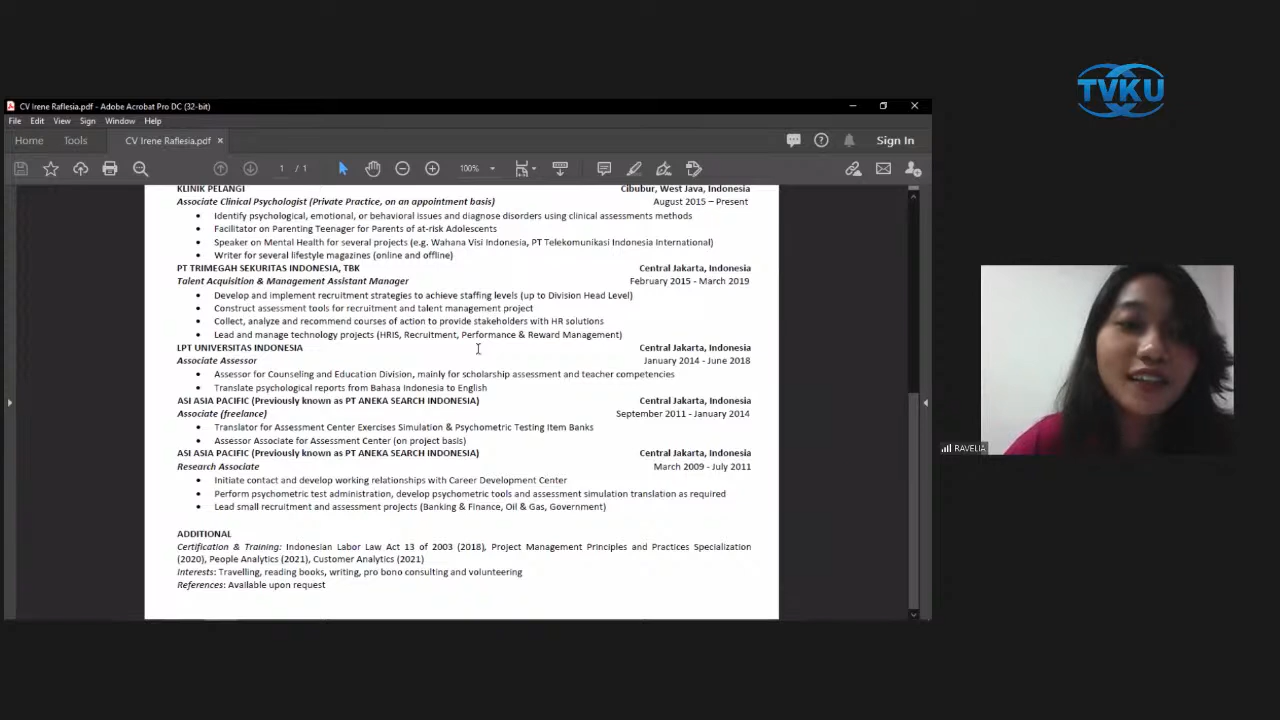 TVKU
CV Irene Raflesia.pdf - Adobe Acrobat Pro DC (32-bit)
File Edit View Sign Window Help
Home Tools CV Irene Raflesia.pdf × Sign In
1 / 1 100%
KLINIK PELANGI Cibubur, West Java, Indonesia
Associate Clinical Psychologist (Private Practice, on an appointment basis) August 2015 – Present
• Identify psychological, emotional, or behavioral issues and diagnose disorders using clinical assessments methods
• Facilitator on Parenting Teenager for Parents of at-risk Adolescents
• Speaker on Mental Health for several projects (e.g. Wahana Visi Indonesia, PT Telekomunikasi Indonesia International)
• Writer for several lifestyle magazines (online and offline)
PT TRIMEGAH SEKURITAS INDONESIA, TBK Central Jakarta, Indonesia
Talent Acquisition & Management Assistant Manager February 2015 - March 2019
• Develop and implement recruitment strategies to achieve staffing levels (up to Division Head Level)
• Construct assessment tools for recruitment and talent management project
• Collect, analyze and recommend courses of action to provide stakeholders with HR solutions
• Lead and manage technology projects (HRIS, Recruitment, Performance & Reward Management)
LPT UNIVERSITAS INDONESIA Central Jakarta, Indonesia
Associate Assessor January 2014 - June 2018
• Assessor for Counseling and Education Division, mainly for scholarship assessment and teacher competencies
• Translate psychological reports from Bahasa Indonesia to English
ASI ASIA PACIFIC (Previously known as PT ANEKA SEARCH INDONESIA) Central Jakarta, Indonesia
Associate (freelance) September 2011 - January 2014
• Translator for Assessment Center Exercises Simulation & Psychometric Testing Item Banks
• Assessor Associate for Assessment Center (on project basis)
ASI ASIA PACIFIC (Previously known as PT ANEKA SEARCH INDONESIA) Central Jakarta, Indonesia
Research Associate March 2009 - July 2011
• Initiate contact and develop working relationships with Career Development Center
• Perform psychometric test administration, develop psychometric tools and assessment simulation translation as required
• Lead small recruitment and assessment projects (Banking & Finance, Oil & Gas, Government)
ADDITIONAL
Certification & Training: Indonesian Labor Law Act 13 of 2003 (2018), Project Management Principles and Practices Specialization
(2020), People Analytics (2021), Customer Analytics (2021)
Interests: Travelling, reading books, writing, pro bono consulting and volunteering
References: Available upon request
RAVELIA